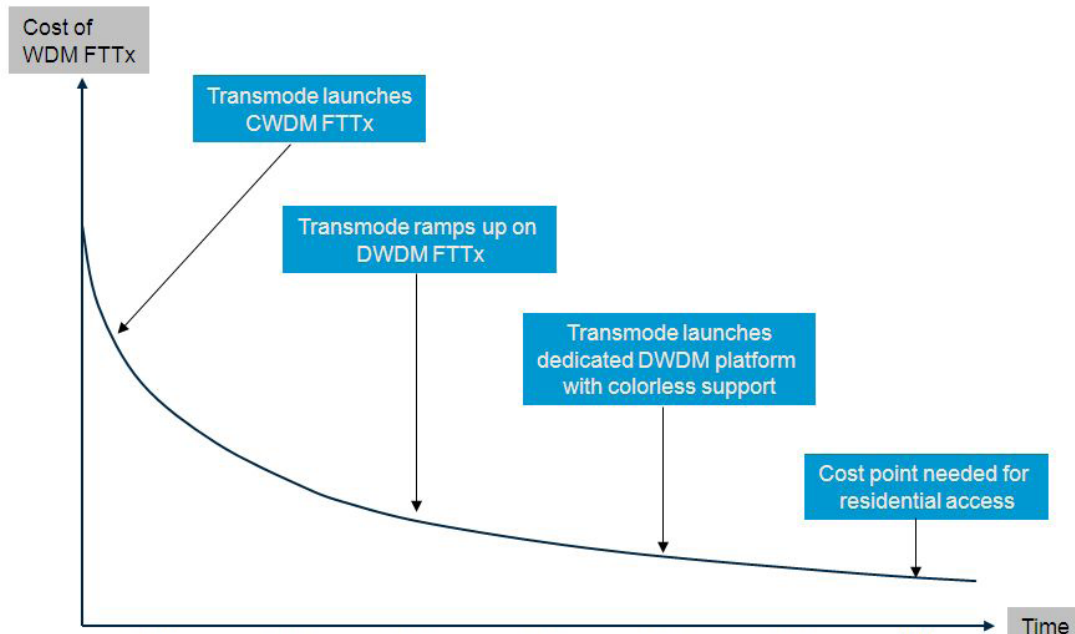 Cost of
WDM FTTx
Transmode launches
CWDM FTTx
Transmode ramps up on
DWDM FTTx
Transmode launches
dedicated DWDM platform
with colorless support
Cost point needed for
residential access
Time